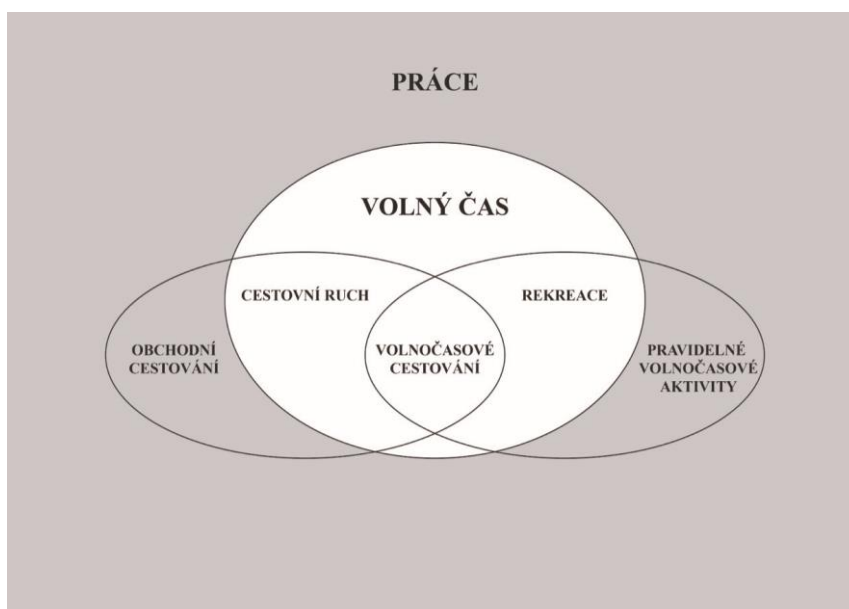 PRÁCE
VOLNÝ ČAS
CESTOVNÍ RUCH
REKREACE
OBCHODNÍ
CESTOVÁNÍ
VOLNOČASOVÉ
CESTOVÁNÍ
PRAVIDELNÉ
VOLNOČASOVÉ
AKTIVITY